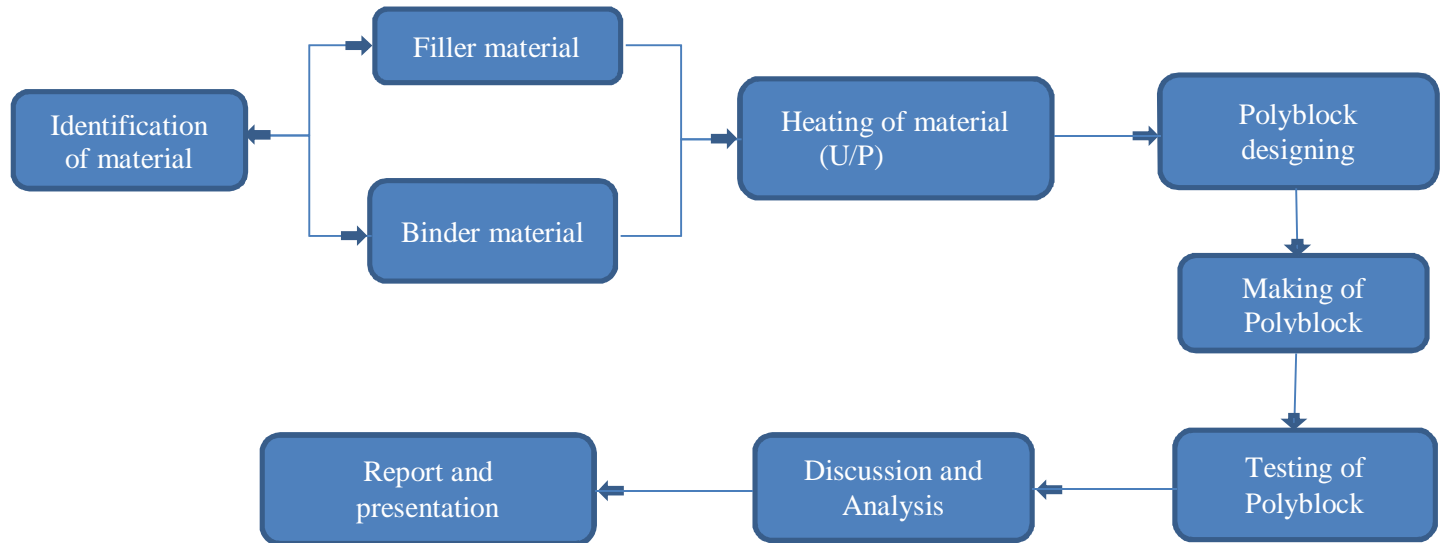 Identification
of material
Filler material
Binder material
Heating of material
(U/P)
Polyblock
designing
Making of
Polyblock
Testing of
Polyblock
Discussion and
Analysis
Report and
presentation